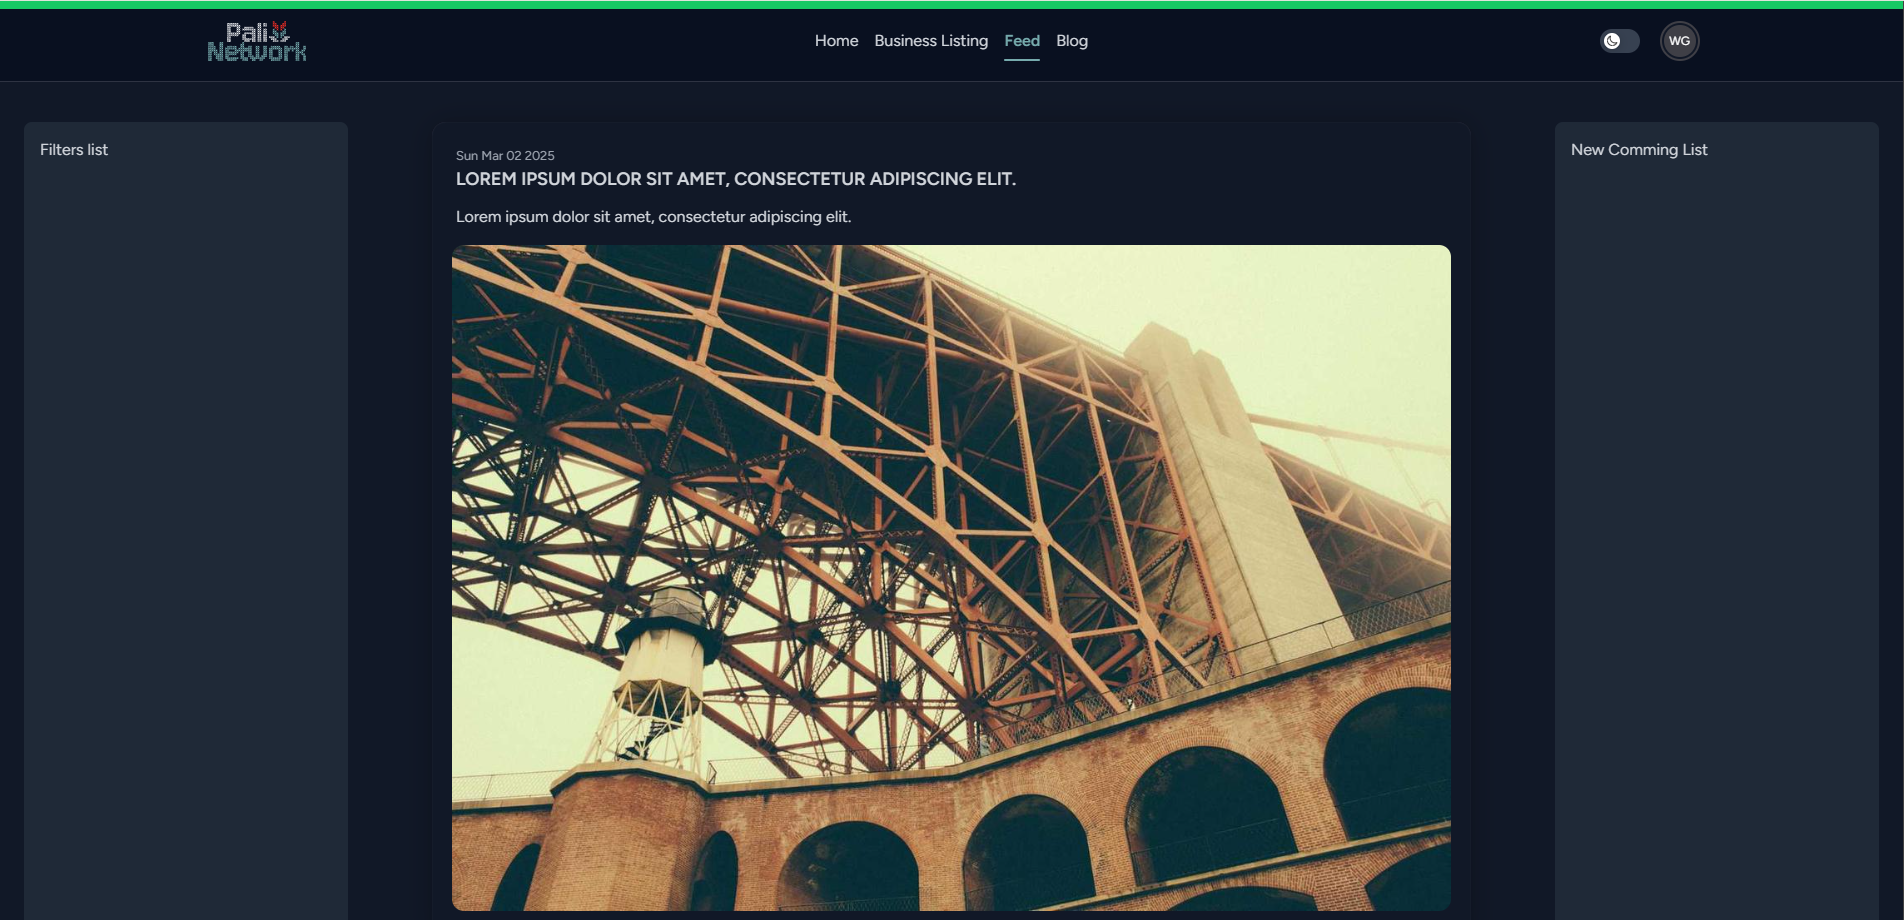 Pali
Network
Home Business Listing Feed Blog
WG
Filters list
Sun Mar 02 2025
LOREM IPSUM DOLOR SIT AMET, CONSECTETUR ADIPISCING ELIT.
Lorem ipsum dolor sit amet, consectetur adipiscing elit.
New Comming List